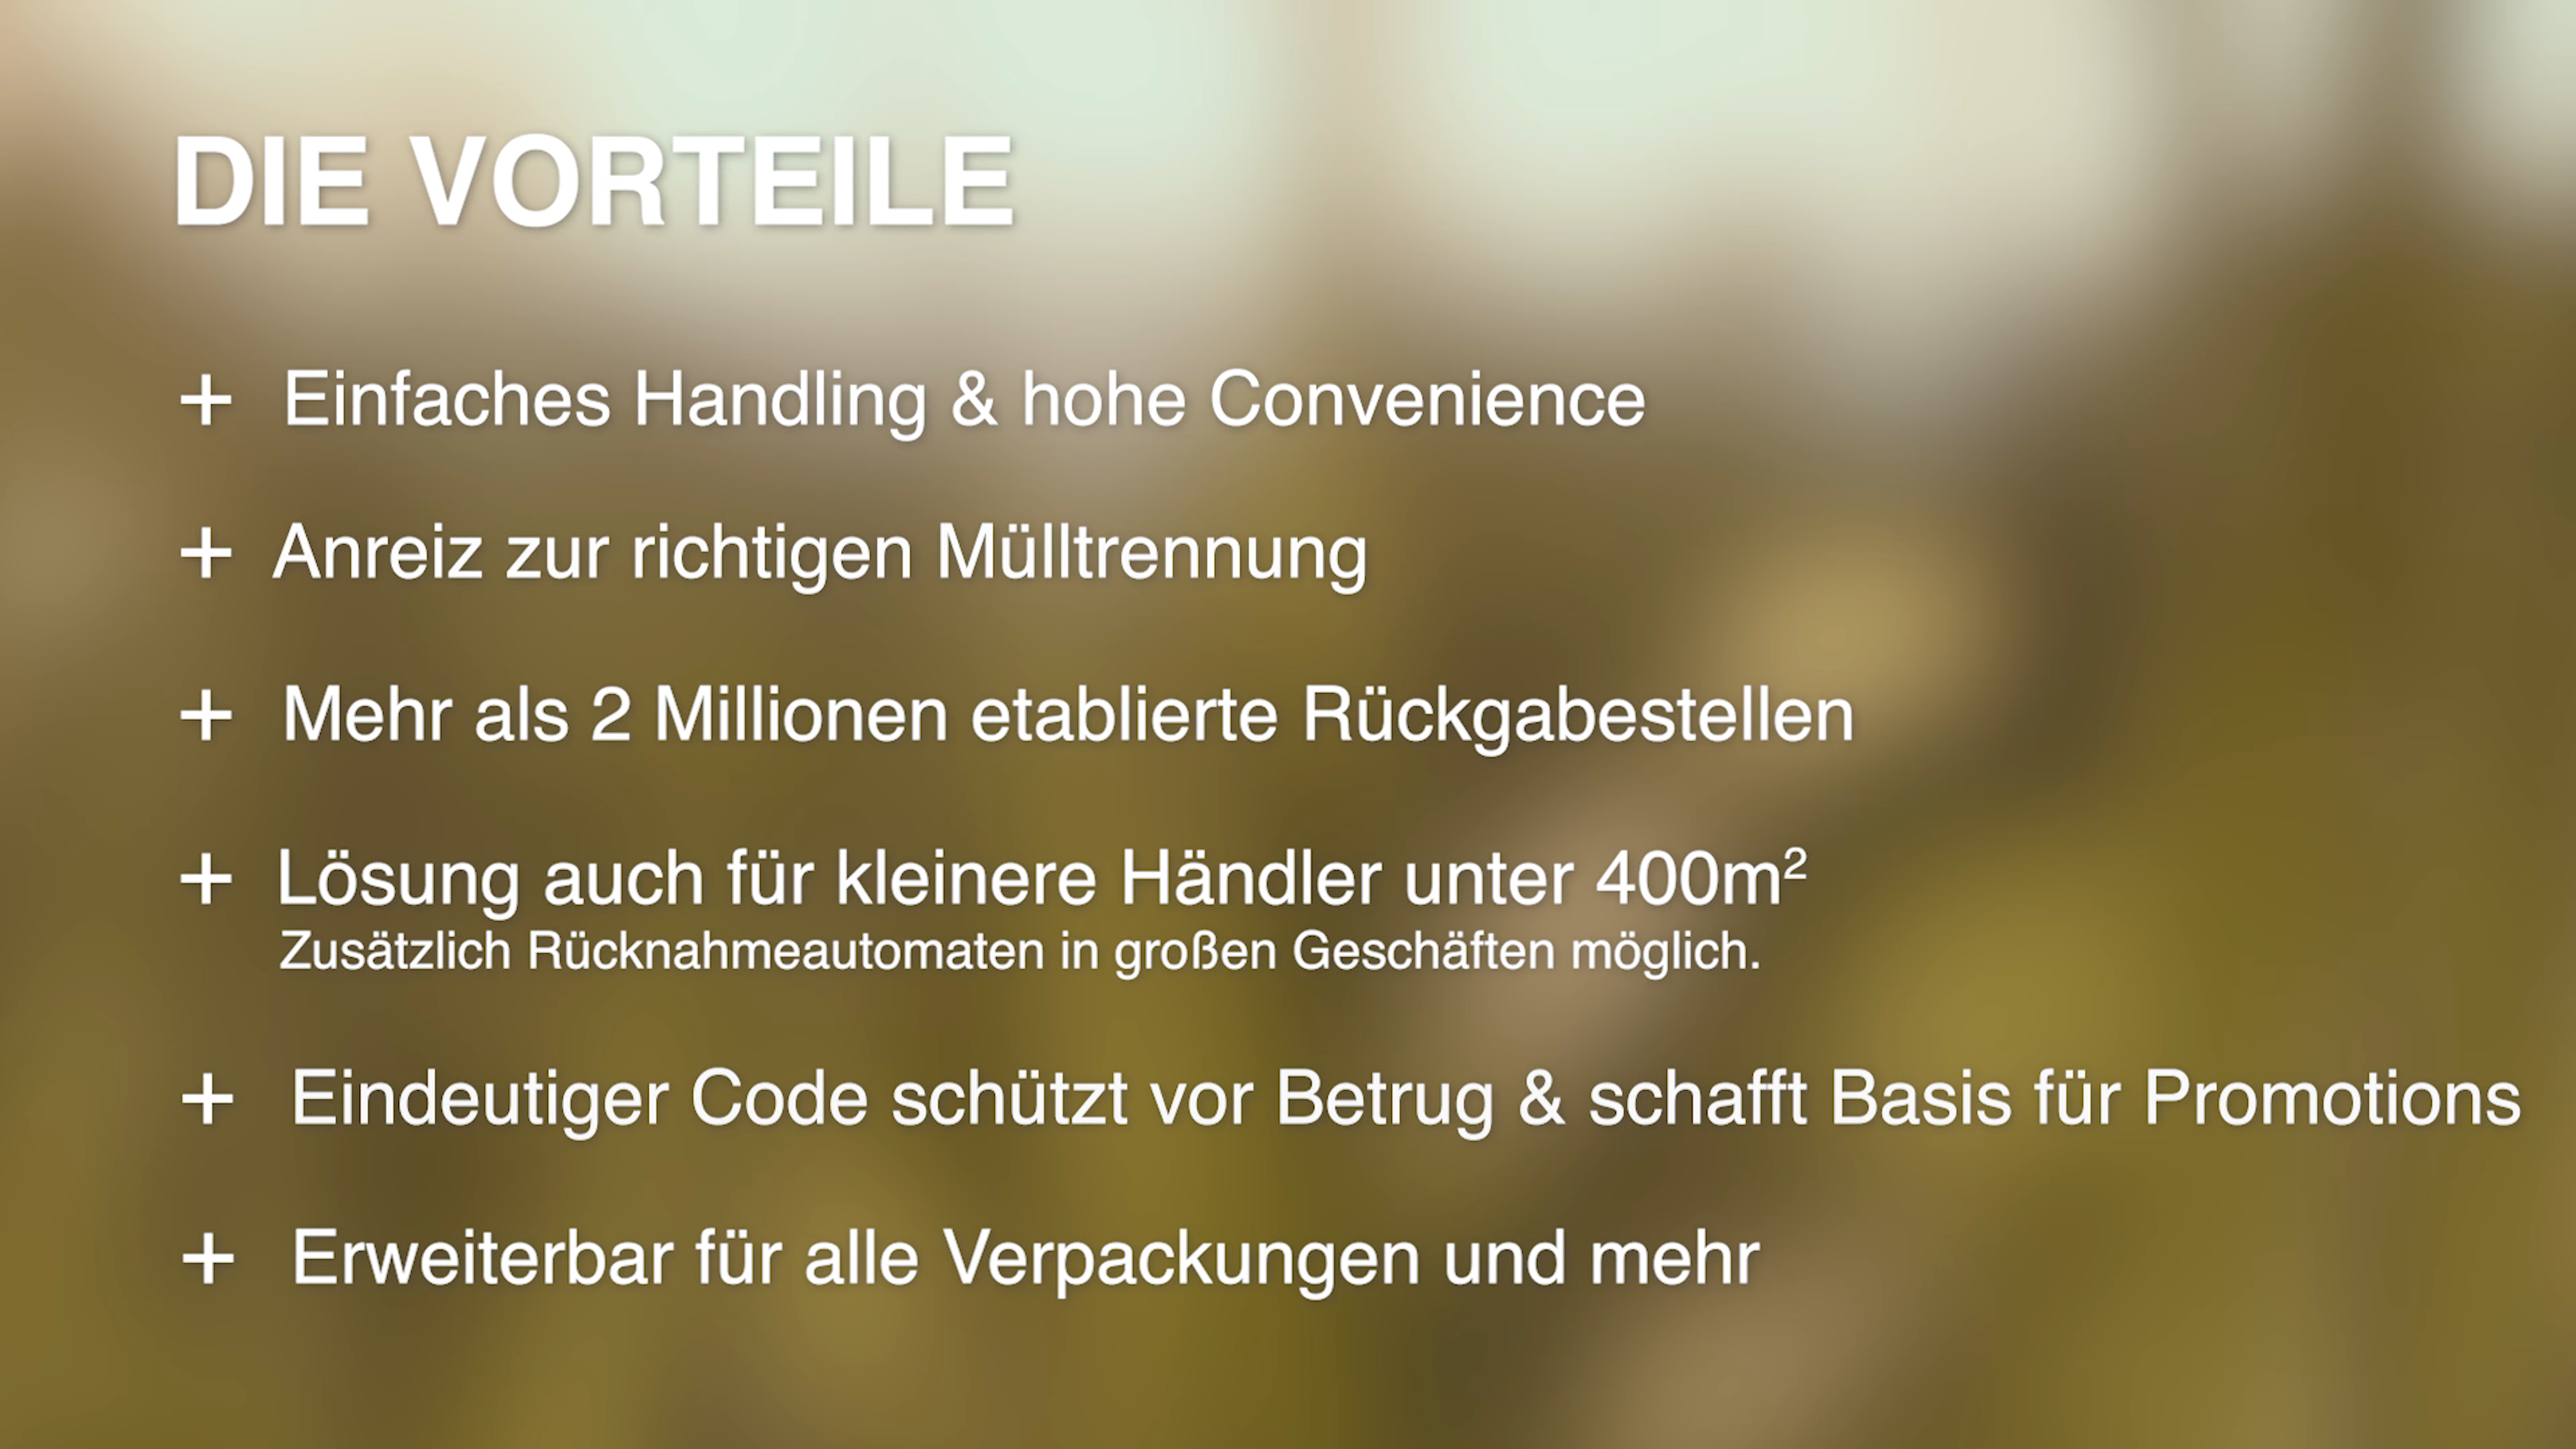 DIE VORTEILE
+ Einfaches Handling & hohe Convenience
+ Anreiz zur richtigen Mülltrennung
+ Mehr als 2 Millionen etablierte Rückgabestellen
+ Lösung auch für kleinere Händler unter 400m²
Zusätzlich Rücknahmeautomaten in großen Geschäften möglich.
+ Eindeutiger Code schützt vor Betrug & schafft Basis für Promotions
+ Erweiterbar für alle Verpackungen und mehr